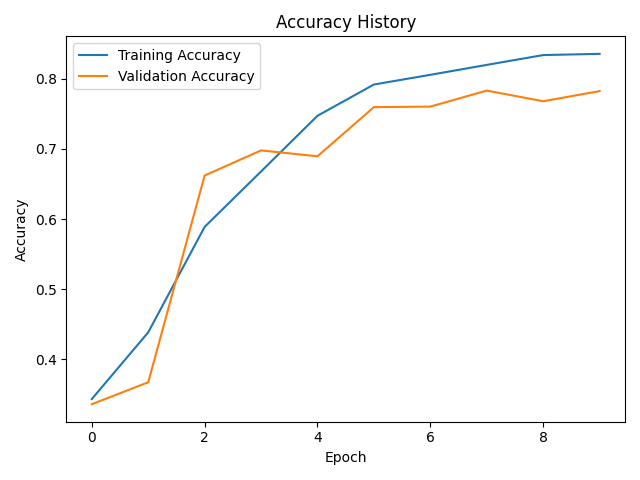 Accuracy History
Training Accuracy
Validation Accuracy
0.8
0.7
0.6
0.5
0.4
Accuracy
0 2 4 6 8
Epoch